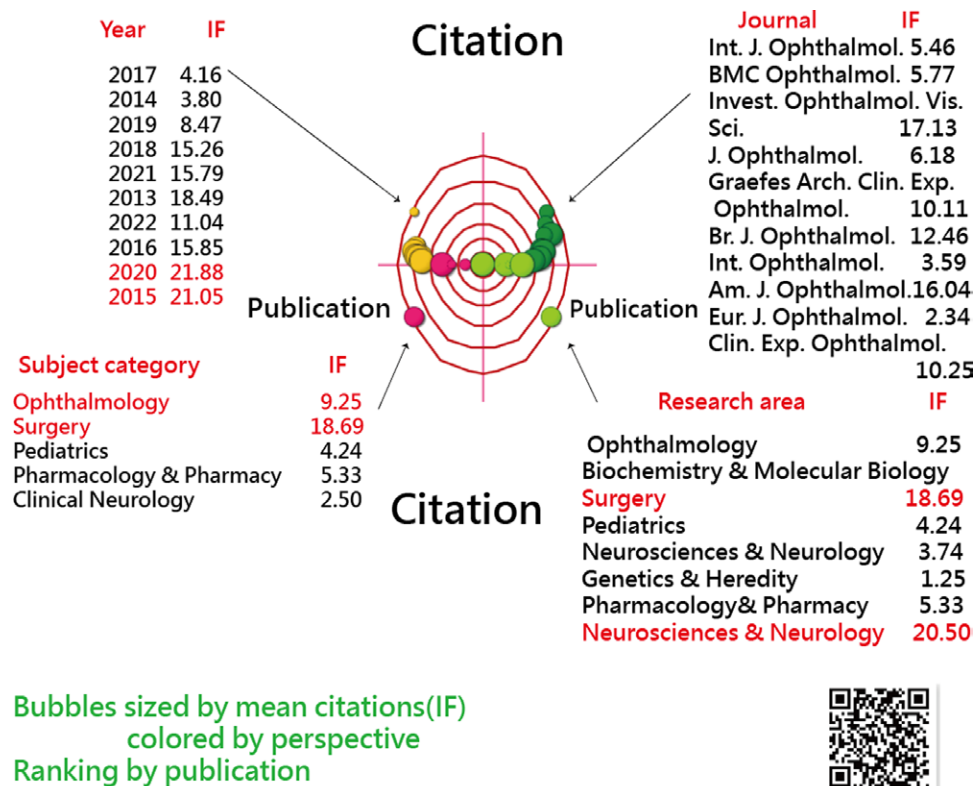 Citation
Year IF
2017 4.16
2014 3.80
2019 8.47
2018 15.26
2021 15.79
2013 18.49
2022 11.04
2016 15.85
2020 21.88
2015 21.05
Journal IF
Int. J. Ophthalmol. 5.46
BMC Ophthalmol. 5.77
Invest. Ophthalmol. Vis.
Sci. 17.13
J. Ophthalmol. 6.18
Graefes Arch. Clin. Exp.
Ophthalmol. 10.11
Br. J. Ophthalmol. 12.46
Int. Ophthalmol. 3.59
Am. J. Ophthalmol.16.04
Eur. J. Ophthalmol. 2.34
Clin. Exp. Ophthalmol.
10.25
Publication
Publication
Subject category IF
Ophthalmology 9.25
Surgery 18.69
Pediatrics 4.24
Pharmacology & Pharmacy 5.33
Clinical Neurology 2.50
Citation
Research area IF
Ophthalmology 9.25
Biochemistry & Molecular Biology
Surgery 18.69
Pediatrics 4.24
Neurosciences & Neurology 3.74
Genetics & Heredity 1.25
Pharmacology& Pharmacy 5.33
Neurosciences & Neurology 20.50
Bubbles sized by mean citations(IF)
colored by perspective
Ranking by publication